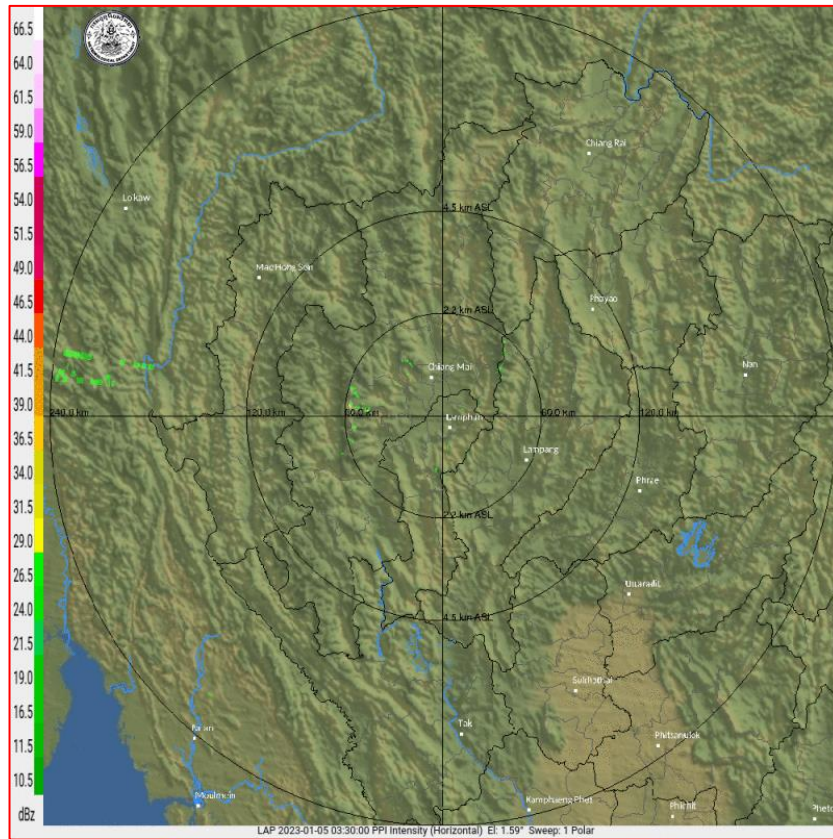 66.5
64.0
61.5
59.0
56.5
54.0
51.5
49.0
46.5
44.0
41.5
39.0
36.5
34.0
31.5
29.0
26.5
24.0
21.5
19.0
16.5
11.5
10.5
dBz
Chiang Rai
Loikaw
4.5 km ASL
Mae Hong Son
Phayao
2.2 km ASL
Nan
Chiang Mai
240.0 km
120.0 km
60.0 km
60.0 km
120.0 km
Lamphun
Lampang
Phrae
2.2 km ASL
Uttaradit
4.5 km ASL
Sukhothai
Tak
Pa'an
Phitsanulok
Moulmein
Kamphaeng Phet
Phichit
LAP 2023-01-05 03:30:00 PPI Intensity (Horizontal) El: 1.59° Sweep: 1 Polar